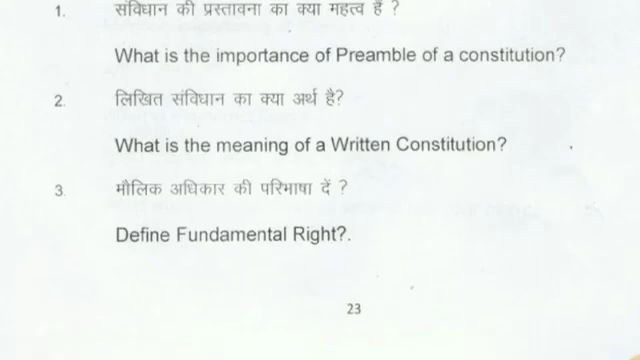 1. संविधान की प्रस्तावना का क्या महत्व है ?
What is the importance of Preamble of a constitution?
2. लिखित संविधान का क्या अर्थ है?
What is the meaning of a Written Constitution?
3. मौलिक अधिकार की परिभाषा दें ?
Define Fundamental Right?.
23